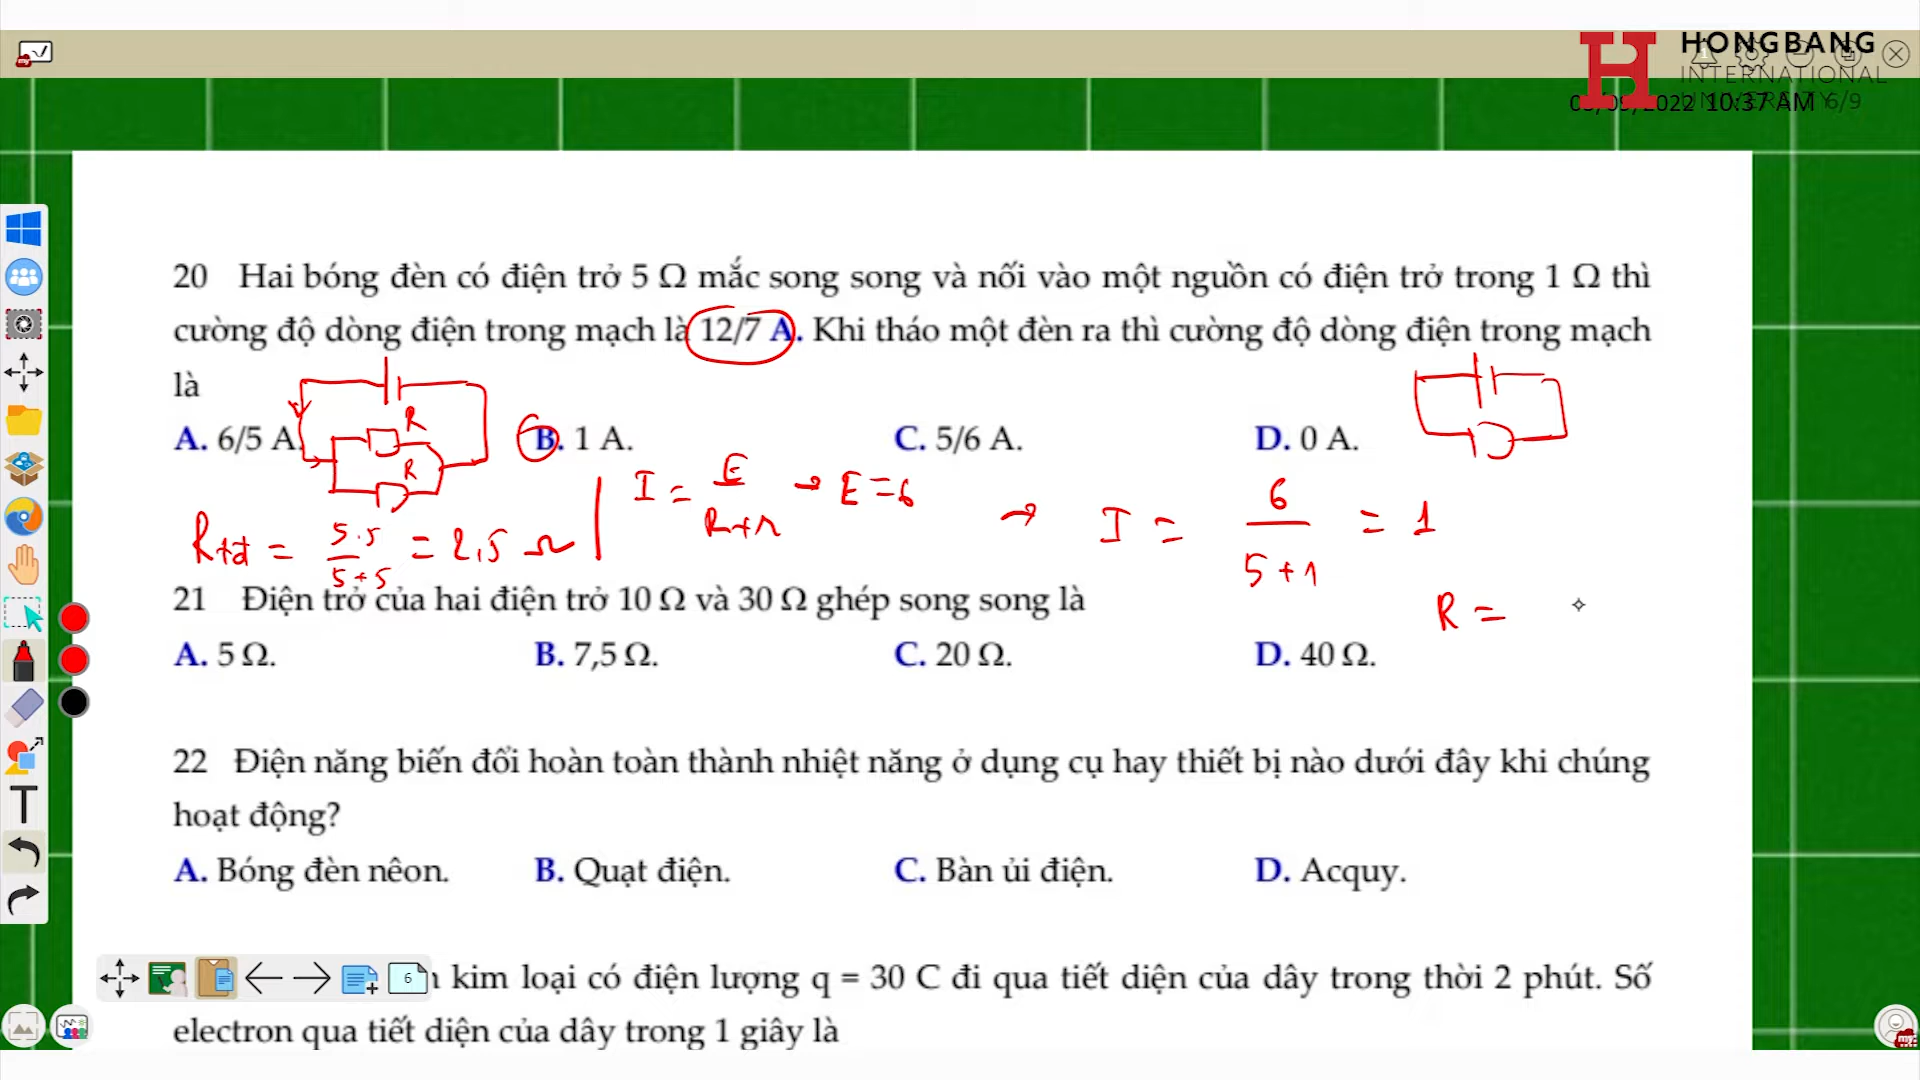 HONGBANG
INTERNATIONAL
UNIVERSITY
2022 10:37 AM 6/9
20 Hai bóng đèn có điện trở 5 Ω mắc song song và nối vào một nguồn có điện trở trong 1 Ω thì
cường độ dòng điện trong mạch là 12/7 A. Khi tháo một đèn ra thì cường độ dòng điện trong mạch
là
R
A. 6/5 A. B. 1 A. C. 5/6 A. D. 0 A.
R
I = E/(R+r) → E = 6 → I = 6/(5+1) = 1
Rtđ = 5.5/(5+5) = 2,5 Ω
21 Điện trở của hai điện trở 10 Ω và 30 Ω ghép song song là
R =
A. 5 Ω. B. 7,5 Ω. C. 20 Ω. D. 40 Ω.
22 Điện năng biến đổi hoàn toàn thành nhiệt năng ở dụng cụ hay thiết bị nào dưới đây khi chúng
hoạt động?
A. Bóng đèn nêon. B. Quạt điện. C. Bàn ủi điện. D. Acquy.
6 kim loại có điện lượng q = 30 C đi qua tiết diện của dây trong thời 2 phút. Số
electron qua tiết diện của dây trong 1 giây là